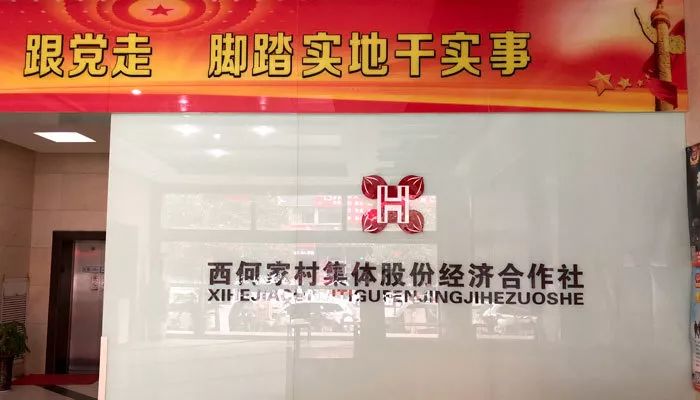 跟党走 脚踏实地干实事
H
西何家村集体股份经济合作社
XIHEJIACUNJITIGUFENJINGJIHEZUOSHE